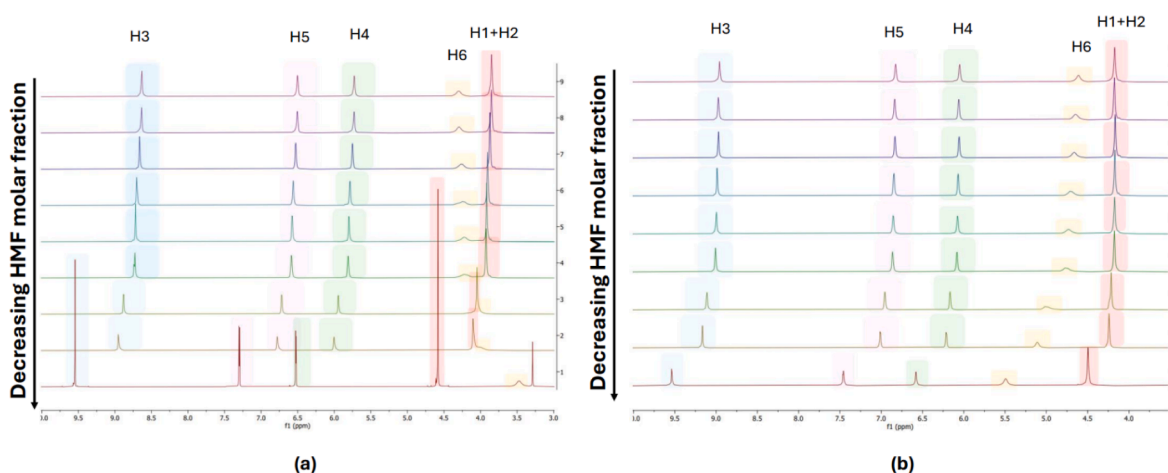 H3
H5
H4
H6
H1+H2
Decreasing HMF molar fraction
9
8
7
6
5
4
3
2
1
.0 9.5 9.0 8.5 8.0 7.5 7.0 6.5 6.0 5.5 5.0 4.5 4.0 3.5 3.0
f1 (ppm)
(a)
H3
H5
H4
H6
H1+H2
Decreasing HMF molar fraction
.0 9.5 9.0 8.5 8.0 7.5 7.0 6.5 6.0 5.5 5.0 4.5 4.0
f1 (ppm)
(b)